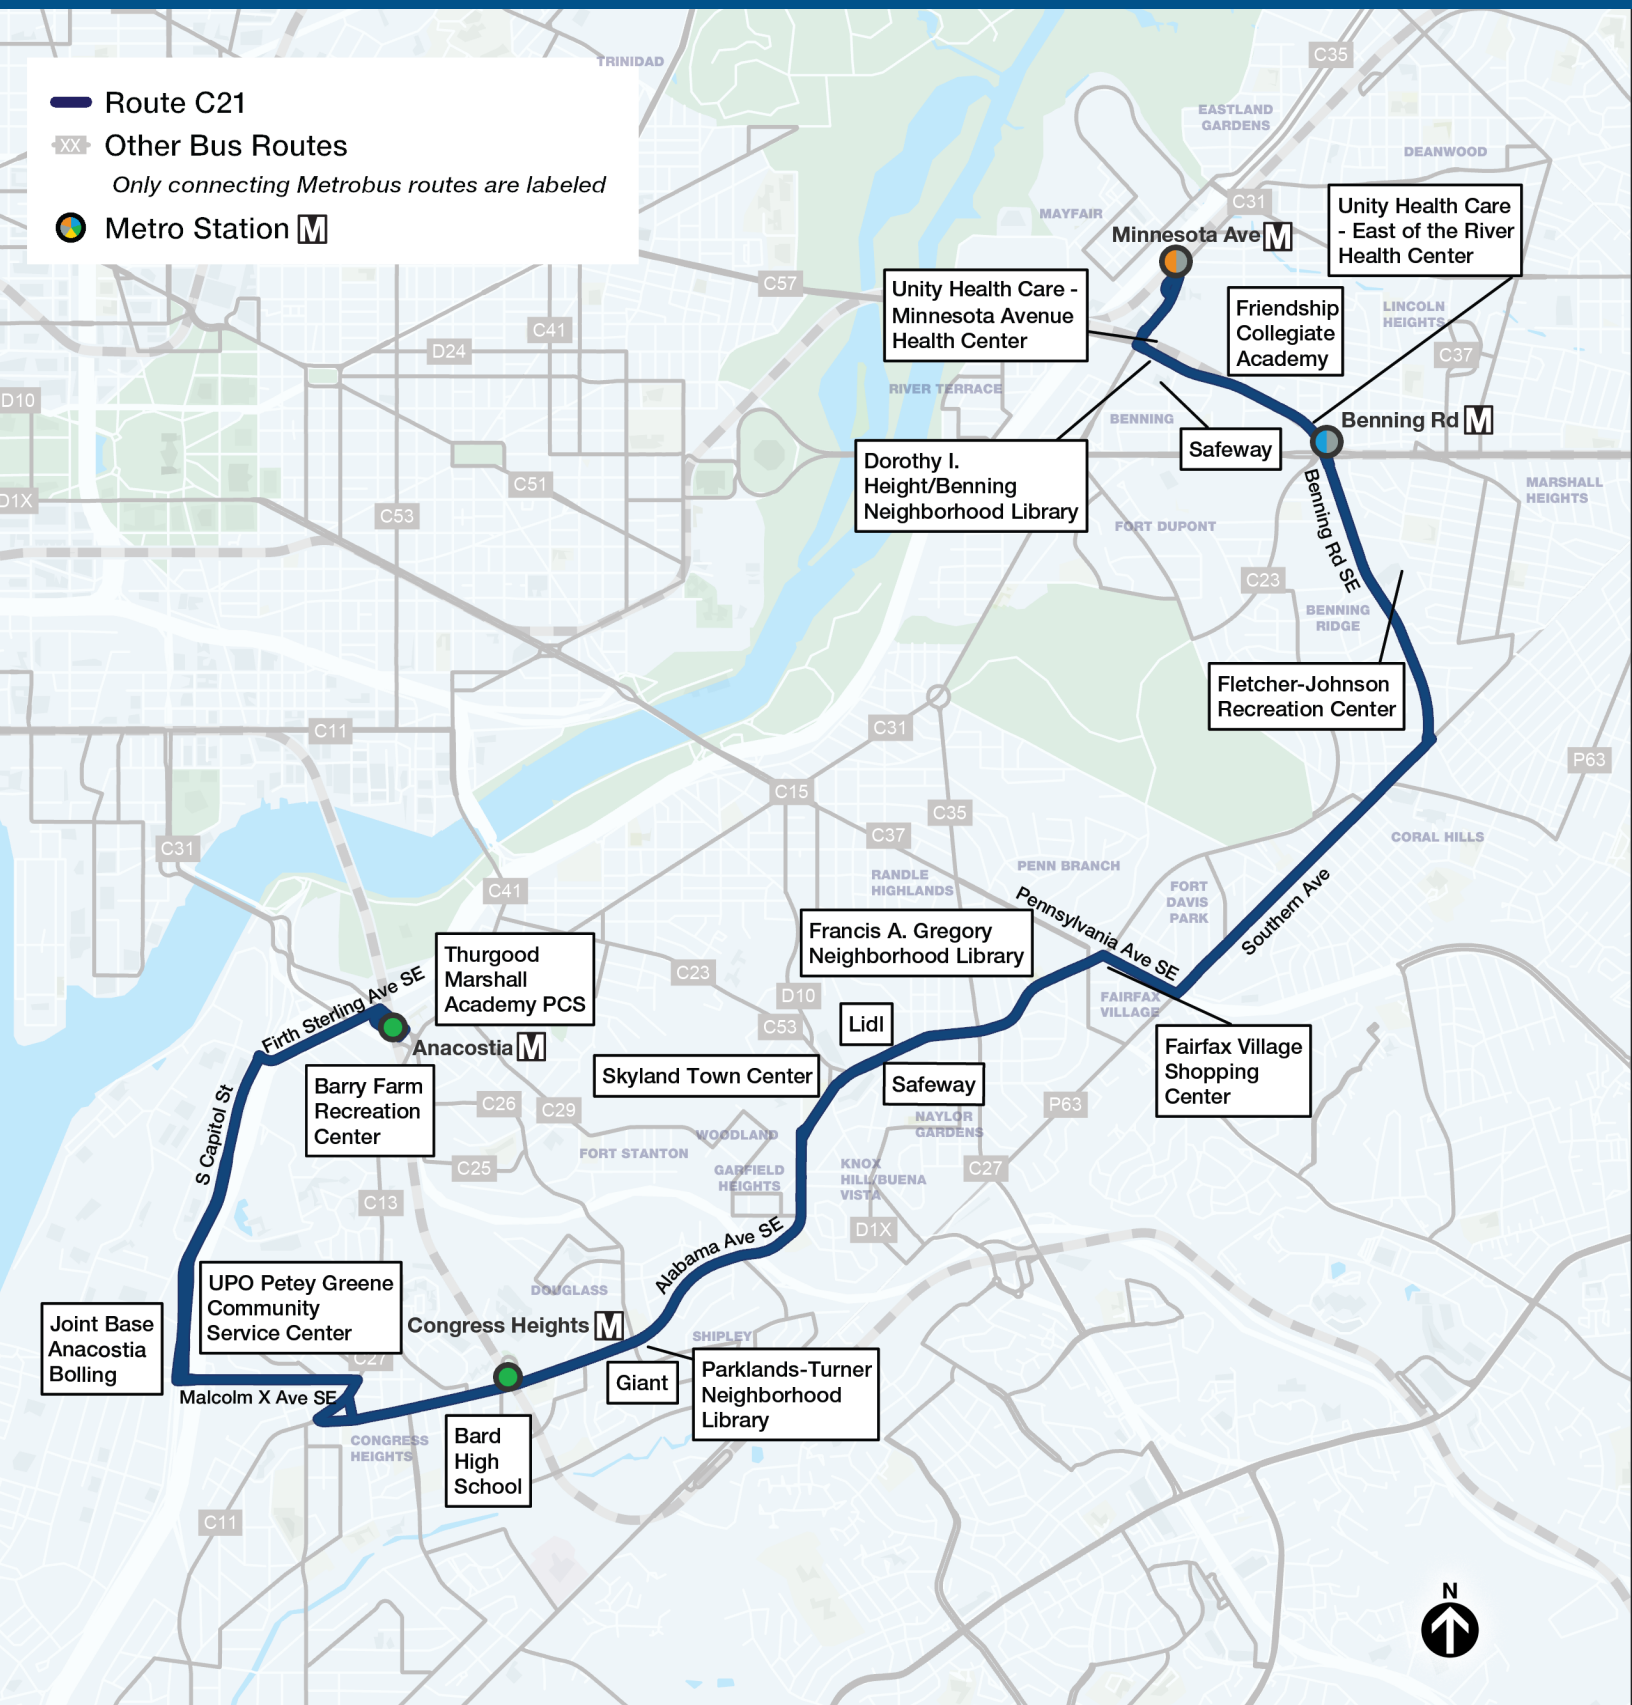 Route C21
XX
Other Bus Routes
Only connecting Metrobus routes are labeled
Metro Station M
TRINIDAD
C35
EASTLAND
GARDENS
DEANWOOD
C31
MAYFAIR
Minnesota Ave M
Unity Health Care
- East of the River
Health Center
Unity Health Care -
Minnesota Avenue
Health Center
Friendship
Collegiate
Academy
LINCOLN
HEIGHTS
C57
C41
D24
C37
D10
RIVER TERRACE
BENNING
Benning Rd M
Safeway
Dorothy I.
Height/Benning
Neighborhood Library
C51
D1X
C53
MARSHALL
HEIGHTS
FORT DUPONT
Benning Rd SE
C23
BENNING
RIDGE
Fletcher-Johnson
Recreation Center
C11
C31
P63
C15
C35
C37
C31
CORAL HILLS
PENN BRANCH
RANDLE
HIGHLANDS
C41
FORT
DAVIS
PARK
Pennsylvania Ave SE
Southern Ave
Francis A. Gregory
Neighborhood Library
Thurgood
Marshall
Academy PCS
C23
D10
C53
Lidl
FAIRFAX
VILLAGE
Firth Sterling Ave SE
Anacostia M
Fairfax Village
Shopping
Center
Skyland Town Center
Safeway
Barry Farm
Recreation
Center
C26
C29
P63
NAYLOR
GARDENS
WOODLAND
FORT STANTON
S Capitol St
C25
GARFIELD
HEIGHTS
KNOX
HILL/BUENA
VISTA
C27
C13
D1X
Alabama Ave SE
UPO Petey Greene
Community
Service Center
DOUGLASS
Joint Base
Anacostia
Bolling
Congress Heights M
SHIPLEY
C27
Giant
Parklands-Turner
Neighborhood
Library
Malcolm X Ave SE
CONGRESS
HEIGHTS
Bard
High
School
C11
N